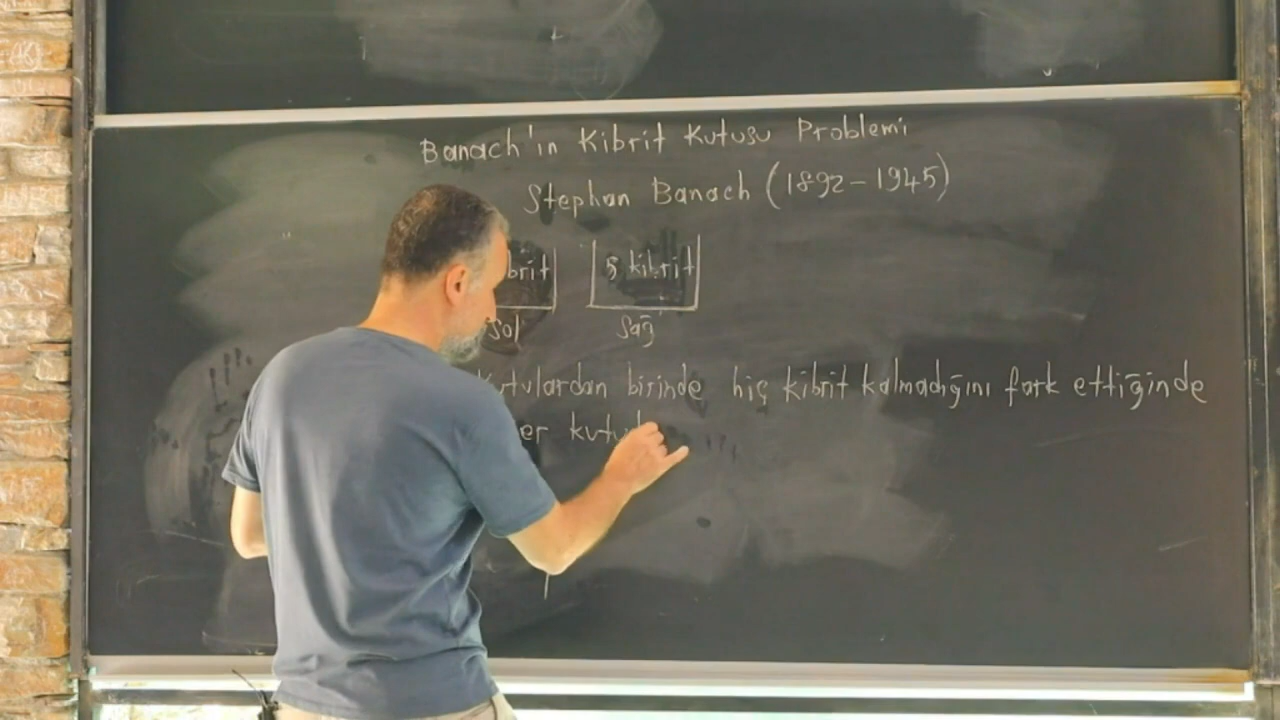 Banach'ın Kibrit Kutusu Problemi
Stephan Banach (1892-1945)
5 kibrit
Sol Sağ
Kutulardan birinde hiç kibrit kalmadığını fark ettiğinde